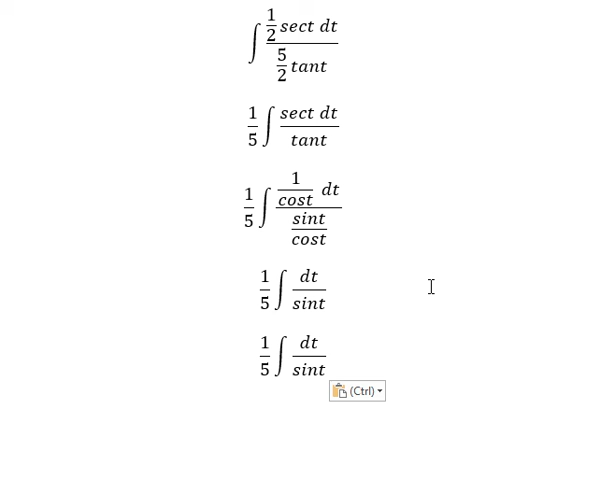 ∫ (1/2 sect dt)/(5/2 tant)
1/5 ∫ (sect dt)/(tant)
1/5 ∫ (1/cost dt)/(sint/cost)
1/5 ∫ dt/sint
1/5 ∫ dt/sint
(Ctrl)